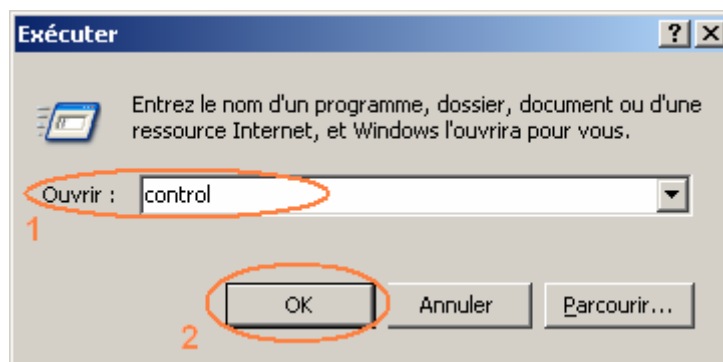 Exécuter
Entrez le nom d'un programme, dossier, document ou d'une
ressource Internet, et Windows l'ouvrira pour vous.
Ouvrir : control
1
OK Annuler Parcourir...
2